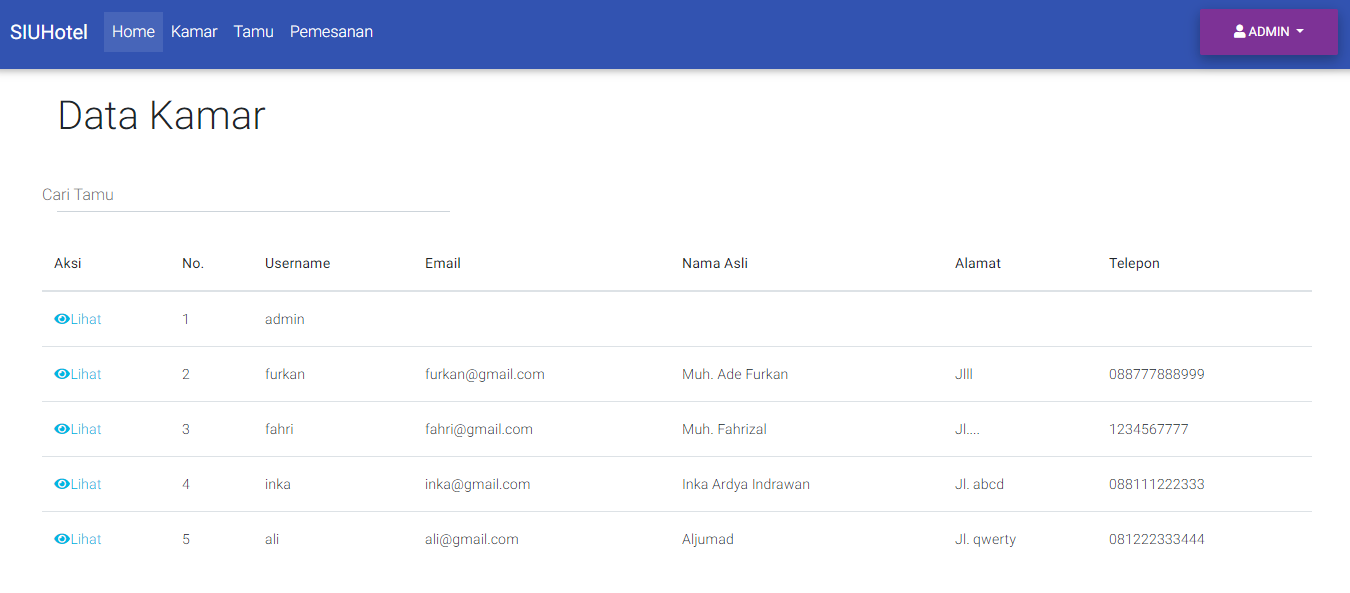 SIUHotel Home Kamar Tamu Pemesanan ADMIN
Data Kamar
Cari Tamu
Aksi No. Username Email Nama Asli Alamat Telepon
Lihat 1 admin
Lihat 2 furkan furkan@gmail.com Muh. Ade Furkan Jlll 088777888999
Lihat 3 fahri fahri@gmail.com Muh. Fahrizal Jl.... 1234567777
Lihat 4 inka inka@gmail.com Inka Ardya Indrawan Jl. abcd 088111222333
Lihat 5 ali ali@gmail.com Aljumad Jl. qwerty 081222333444